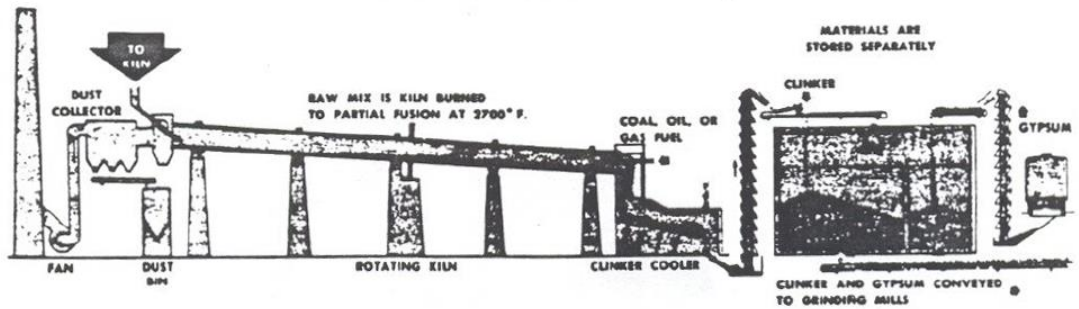 TO
KILN
DUST
COLLECTOR
RAW MIX IS KILN BURNED
TO PARTIAL FUSION AT 2700° F.
COAL, OIL, OR
GAS FUEL
MATERIALS ARE
STORED SEPARATELY
CLINKER
GYPSUM
FAN
DUST
BIN
ROTATING KILN
CLINKER COOLER
CLINKER AND GYPSUM CONVEYED
TO GRINDING MILLS